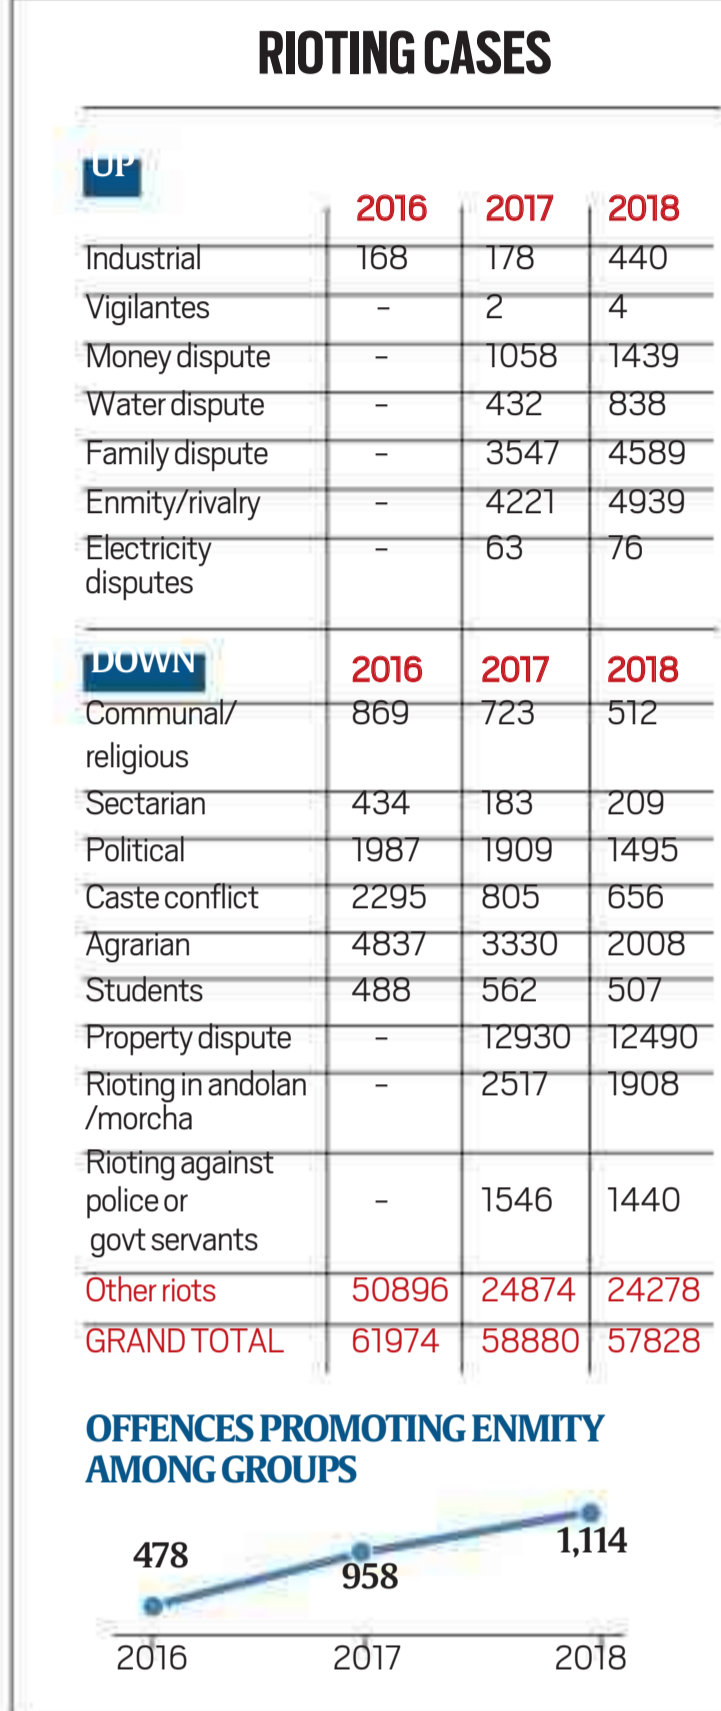 RIOTING CASES
UP
2016 2017 2018
Industrial 168 178 440
Vigilantes – 2 4
Money dispute – 1058 1439
Water dispute – 432 838
Family dispute – 3547 4589
Enmity/rivalry – 4221 4939
Electricity – 63 76
disputes
DOWN 2016 2017 2018
Communal/ 869 723 512
religious
Sectarian 434 183 209
Political 1987 1909 1495
Caste conflict 2295 805 656
Agrarian 4837 3330 2008
Students 488 562 507
Property dispute – 12930 12490
Rioting in andolan – 2517 1908
/morcha
Rioting against
police or – 1546 1440
govt servants
Other riots 50896 24874 24278
GRAND TOTAL 61974 58880 57828
OFFENCES PROMOTING ENMITY
AMONG GROUPS
478 958 1,114
2016 2017 2018